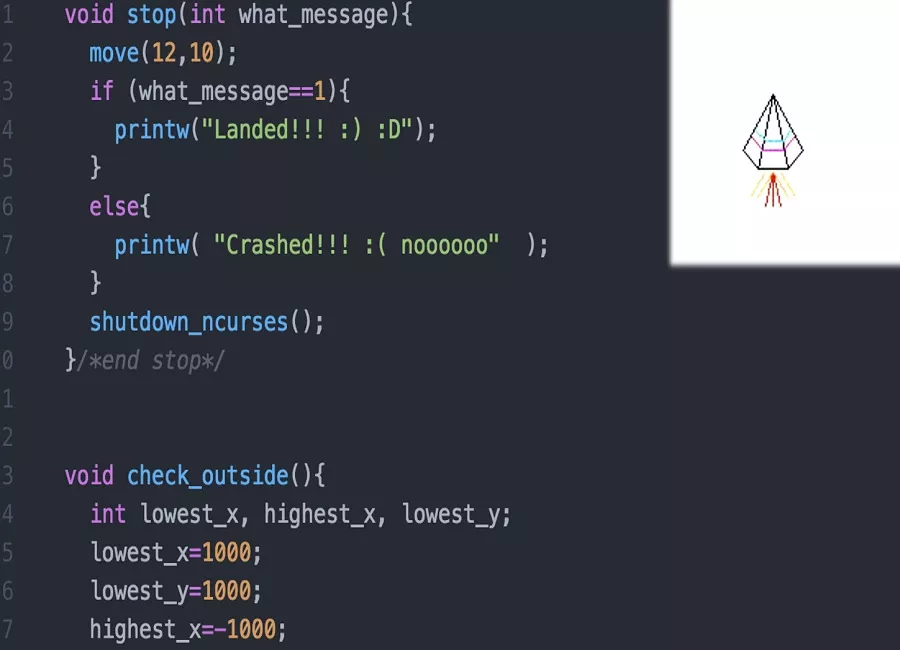 1 void stop(int what_message){
2 move(12,10);
3 if (what_message==1){
4 printw("Landed!!! :) :D");
5 }
6 else{
7 printw( "Crashed!!! :( noooooo"  );
8 }
9 shutdown_ncurses();
0 }/*end stop*/
1
2
3 void check_outside(){
4 int lowest_x, highest_x, lowest_y;
5 lowest_x=1000;
6 lowest_y=1000;
7 highest_x=-1000;